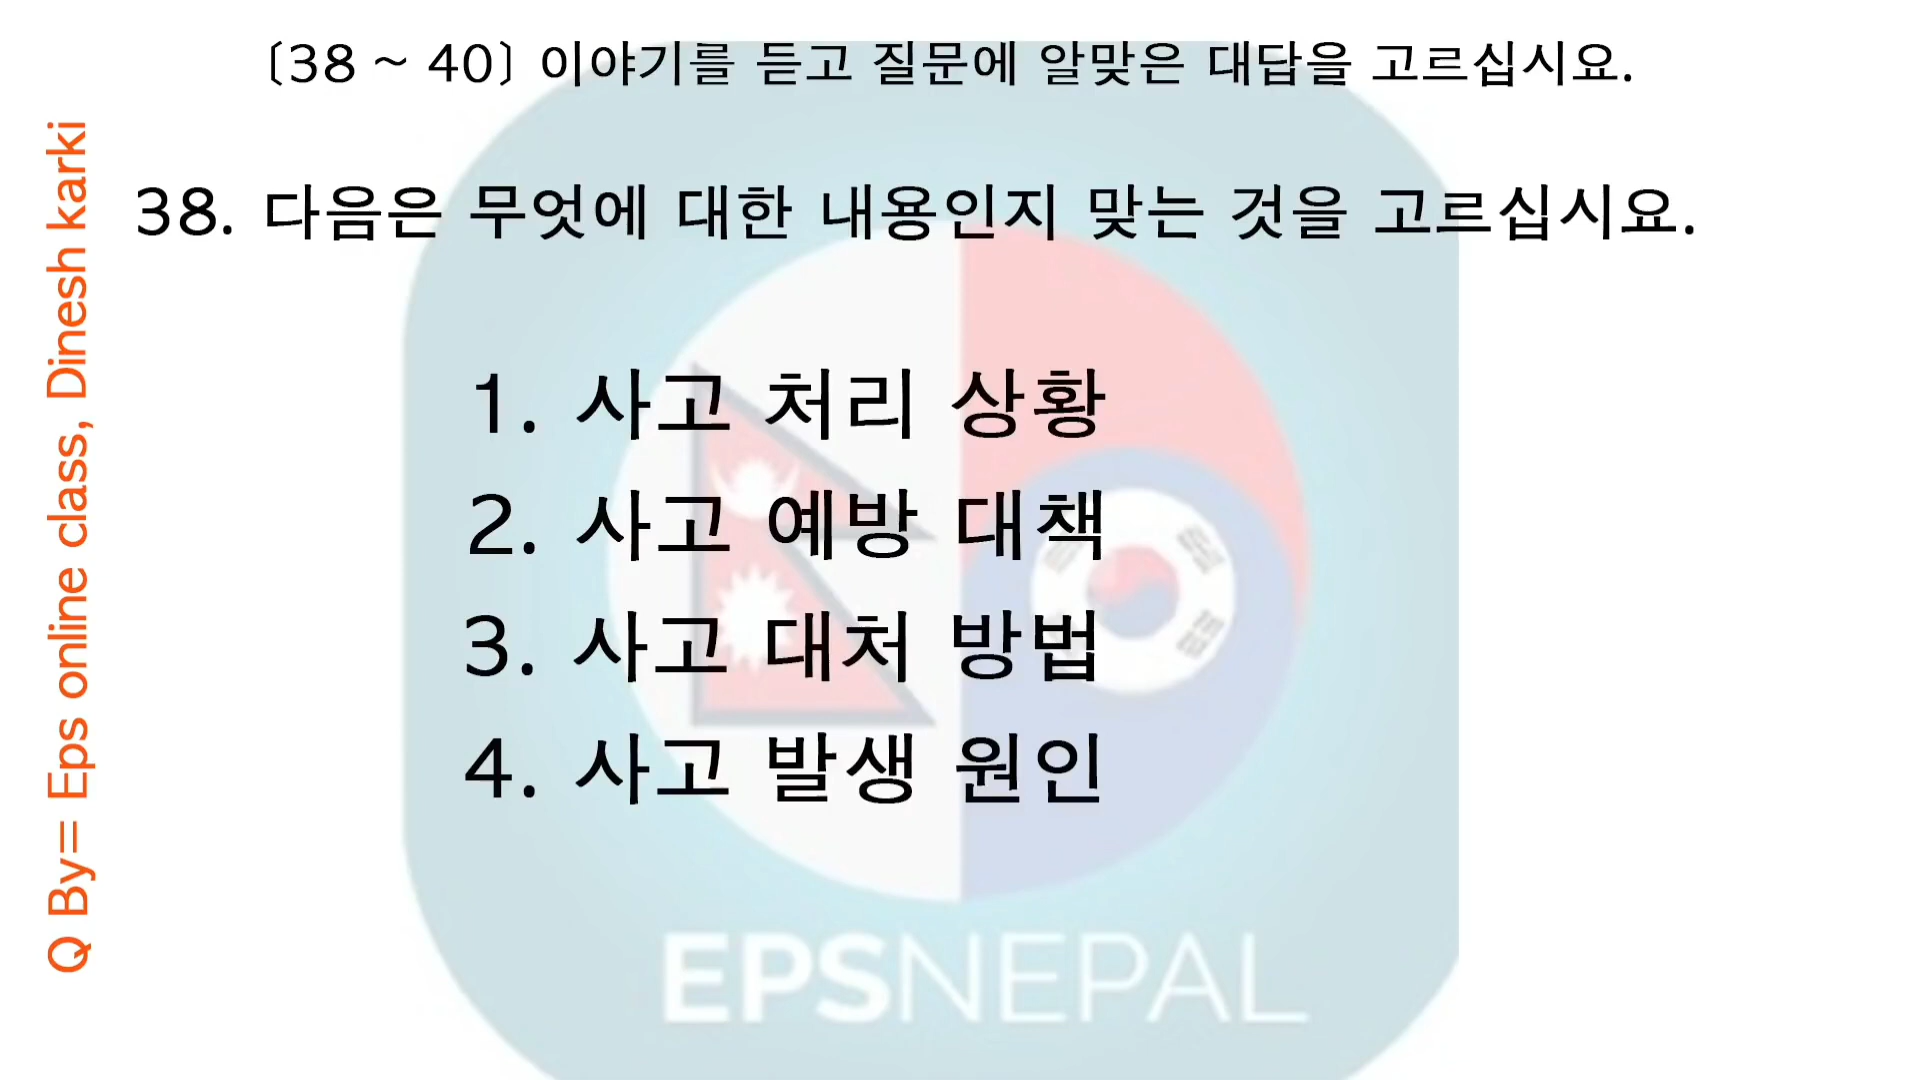 〔38 ~ 40〕 이야기를 듣고 질문에 알맞은 대답을 고르십시요.
38. 다음은 무엇에 대한 내용인지 맞는 것을 고르십시요.
1. 사고 처리 상황
2. 사고 예방 대책
3. 사고 대처 방법
4. 사고 발생 원인
Q By= Eps online class, Dinesh karki
EPSNEPAL